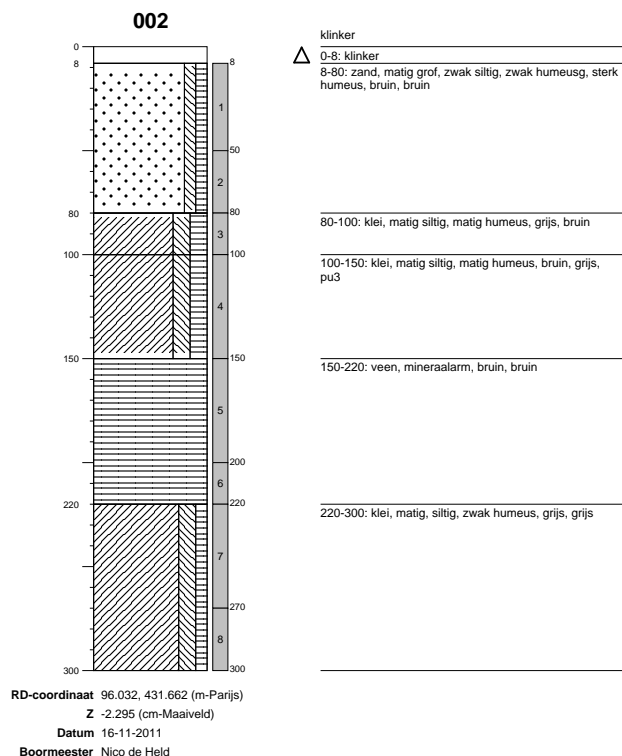 002
klinker
0
0-8: klinker
8
8
8-80: zand, matig grof, zwak siltig, zwak humeusg, sterk
humeus, bruin, bruin
1
50
2
80
80
80-100: klei, matig siltig, matig humeus, grijs, bruin
3
100
100
100-150: klei, matig siltig, matig humeus, bruin, grijs,
pu3
4
150
150
150-220: veen, mineraalarm, bruin, bruin
5
200
6
220
220
220-300: klei, matig, siltig, zwak humeus, grijs, grijs
7
270
8
300
300
RD-coordinaat 96.032, 431.662 (m-Parijs)
Z -2.295 (cm-Maaiveld)
Datum 16-11-2011
Boormeester Nico de Held